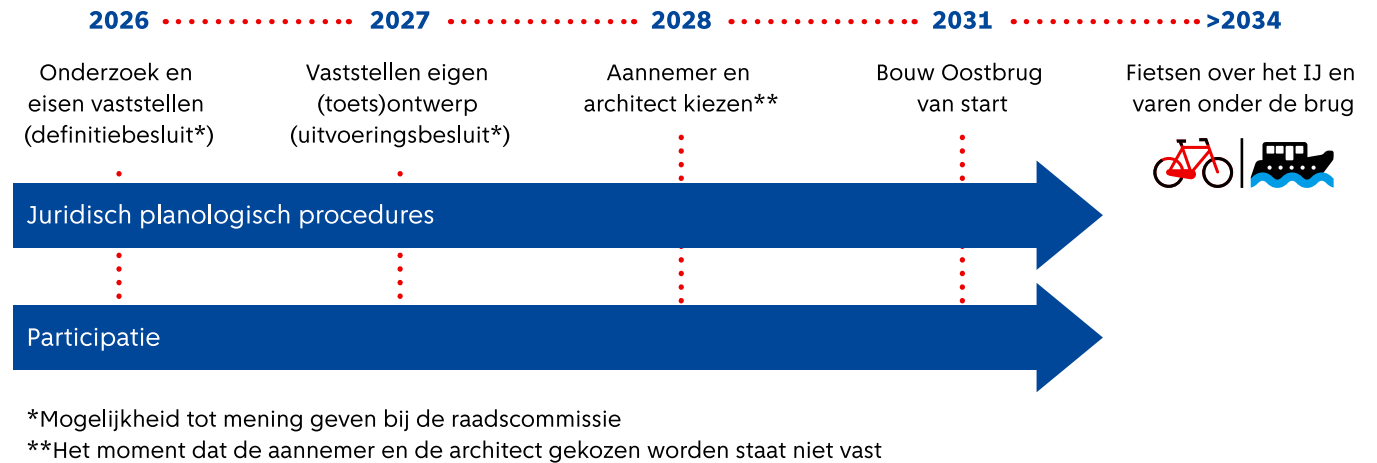 2026
2027
2028
2031
>2034
Onderzoek en
eisen vaststellen
(definitiebesluit*)
Vaststellen eigen
(toets)ontwerp
(uitvoeringsbesluit*)
Aannemer en
architect kiezen**
Bouw Oostbrug
van start
Fietsen over het IJ en
varen onder de brug
Juridisch planologisch procedures
Participatie
*Mogelijkheid tot mening geven bij de raadscommissie
**Het moment dat de aannemer en de architect gekozen worden staat niet vast